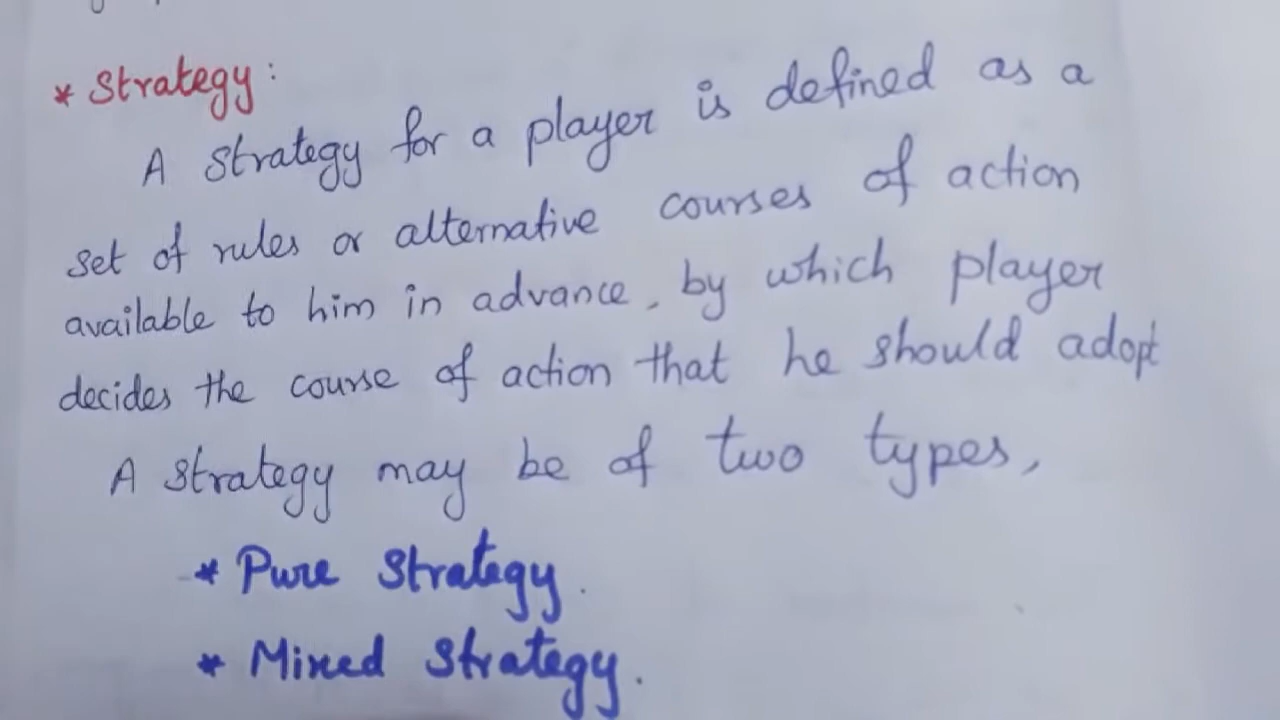 * Strategy:
A strategy for a player is defined as a
set of rules or alternative courses of action
available to him in advance, by which player
decides the course of action that he should adopt
A strategy may be of two types,
* Pure Strategy.
* Mixed Strategy.